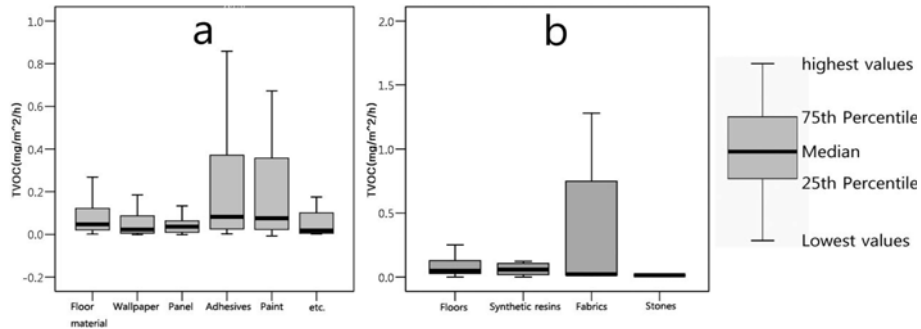 a
TVOC(mg/m^2/h)
1.0
0.8
0.6
0.4
0.2
0.0
-0.2
Floor material
Wallpaper
Panel
Adhesives
Paint
etc.
b
TVOC(mg/m^2/h)
2.0
1.5
1.0
0.5
0.0
Floors
Synthetic resins
Fabrics
Stones
highest values
75th Percentile
Median
25th Percentile
Lowest values